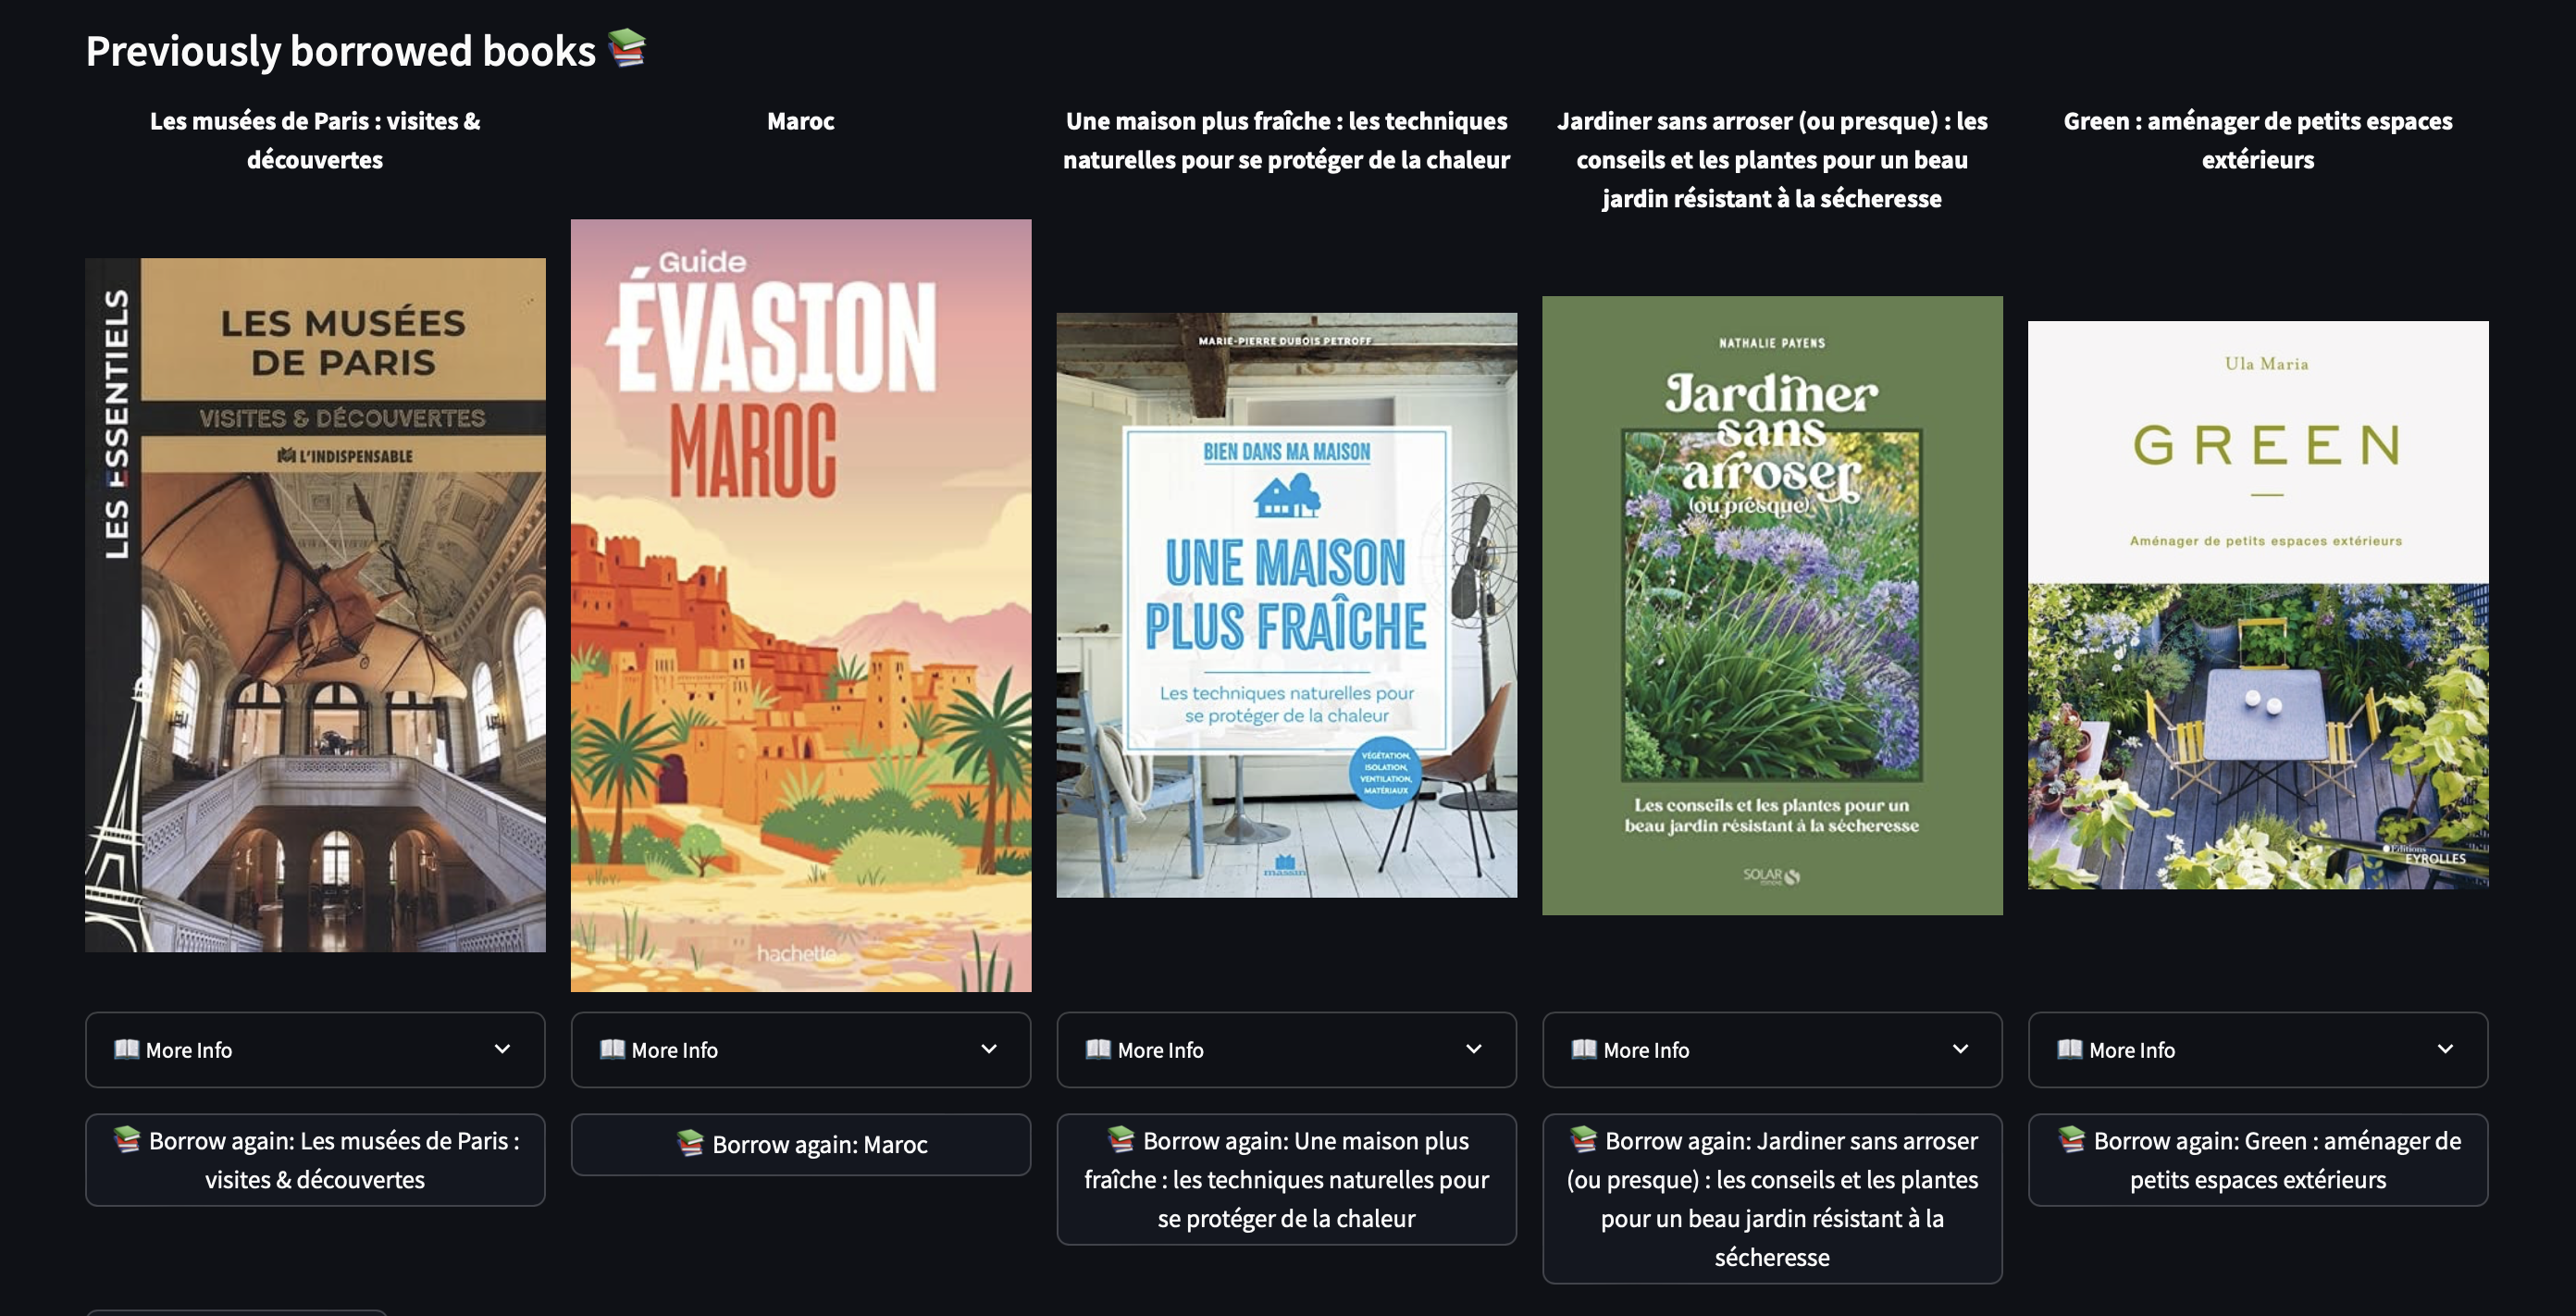 Previously borrowed books
Les musées de Paris : visites &
découvertes
Maroc
Une maison plus fraîche : les techniques
naturelles pour se protéger de la chaleur
Jardiner sans arroser (ou presque) : les
conseils et les plantes pour un beau
jardin résistant à la sécheresse
Green : aménager de petits espaces
extérieurs
LES ESSENTIELS
LES MUSÉES
DE PARIS
VISITES & DÉCOUVERTES
L'INDISPENSABLE
Guide
ÉVASION
MAROC
hachette
MARIE-PIERRE DUBOIS PETROFF
BIEN DANS MA MAISON
UNE MAISON
PLUS FRAÎCHE
Les techniques naturelles pour
se protéger de la chaleur
VÉGÉTATION,
ISOLATION,
VENTILATION,
MATÉRIAUX
massin
NATHALIE PAYENS
Jardiner
sans
arroser
(ou presque)
Les conseils et les plantes pour un
beau jardin résistant à la sécheresse
SOLAR
Ula Maria
GREEN
Aménager de petits espaces extérieurs
Éditions
EYROLLES
More Info
More Info
More Info
More Info
More Info
Borrow again: Les musées de Paris :
visites & découvertes
Borrow again: Maroc
Borrow again: Une maison plus
fraîche : les techniques naturelles pour
se protéger de la chaleur
Borrow again: Jardiner sans arroser
(ou presque) : les conseils et les plantes
pour un beau jardin résistant à la
sécheresse
Borrow again: Green : aménager de
petits espaces extérieurs